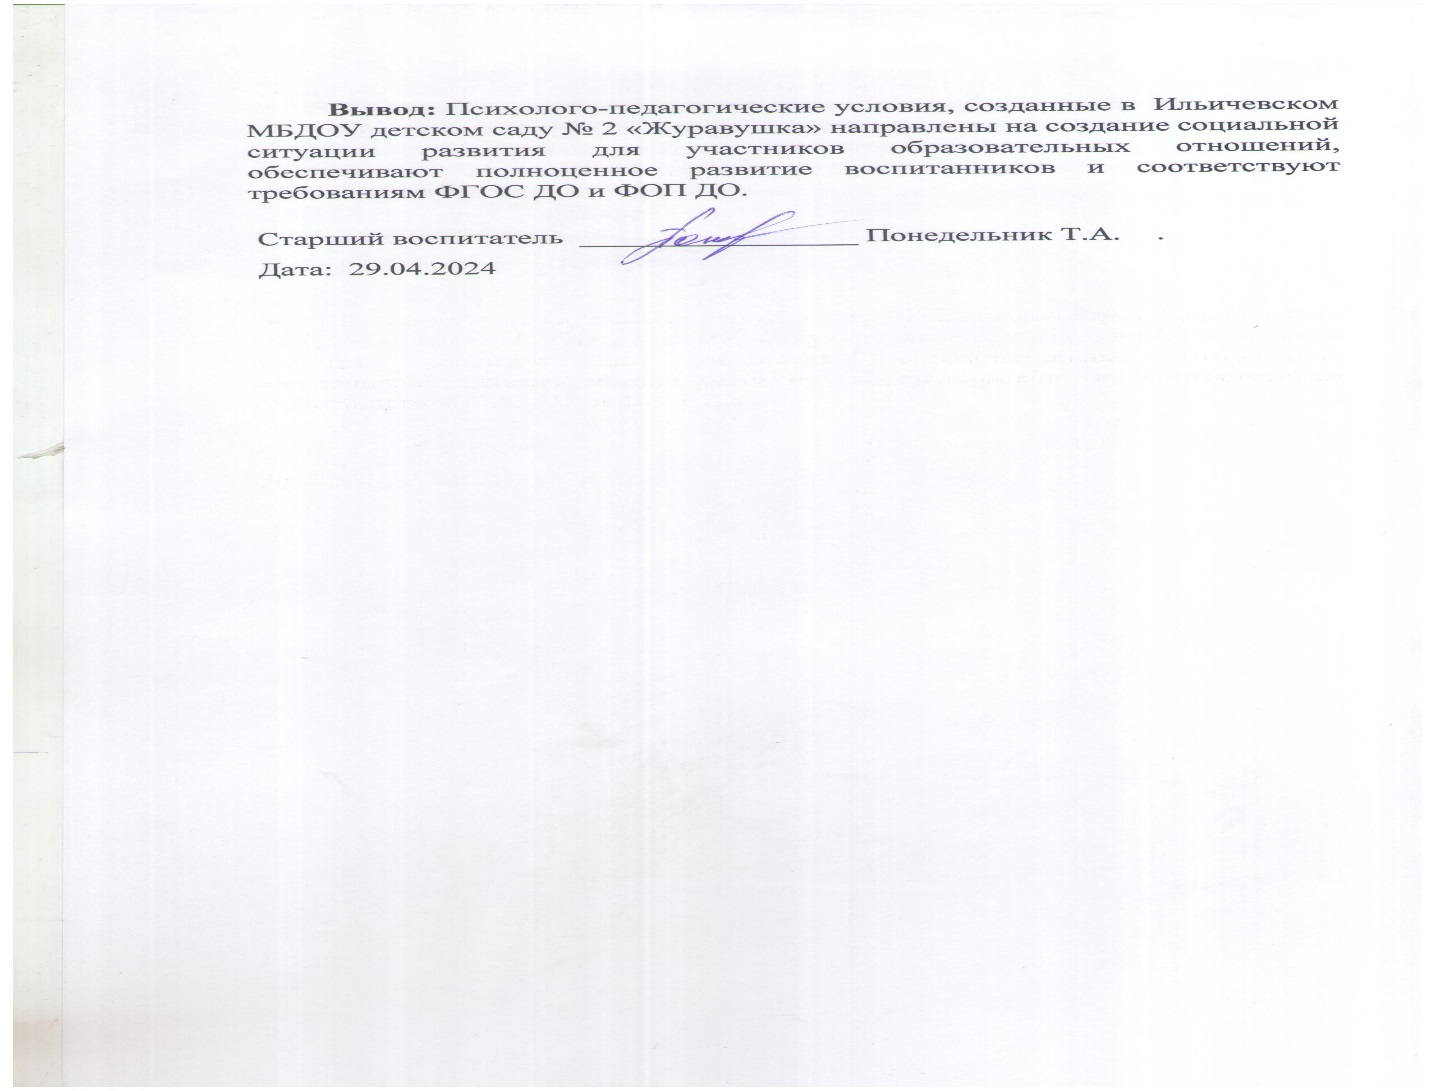 Вывод: Психолого-педагогические условия, созданные в Ильичевском
МБДОУ детском саду № 2 «Журавушка» направлены на создание социальной
ситуации развития для участников образовательных отношений,
обеспечивают полноценное развитие воспитанников и соответствуют
требованиям ФГОС ДО и ФОП ДО.
Старший воспитатель ____________________ Понедельник Т.А. .
Дата: 29.04.2024